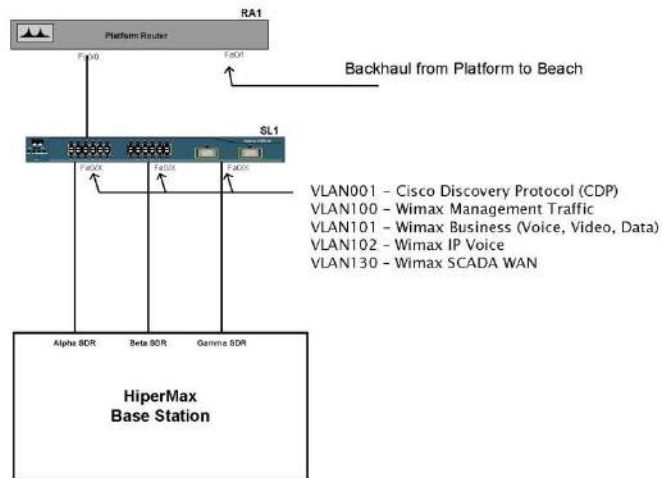 RA1
Platform Router
Fa0/0
Fa0/1
Backhaul from Platform to Beach
SL1
Fa0/X
Fa0/X
Fa0/X
VLAN001 – Cisco Discovery Protocol (CDP)
VLAN100 – Wimax Management Traffic
VLAN101 – Wimax Business (Voice, Video, Data)
VLAN102 – Wimax IP Voice
VLAN130 – Wimax SCADA WAN
Alpha SDR
Beta SDR
Gamma SDR
HiperMax
Base Station